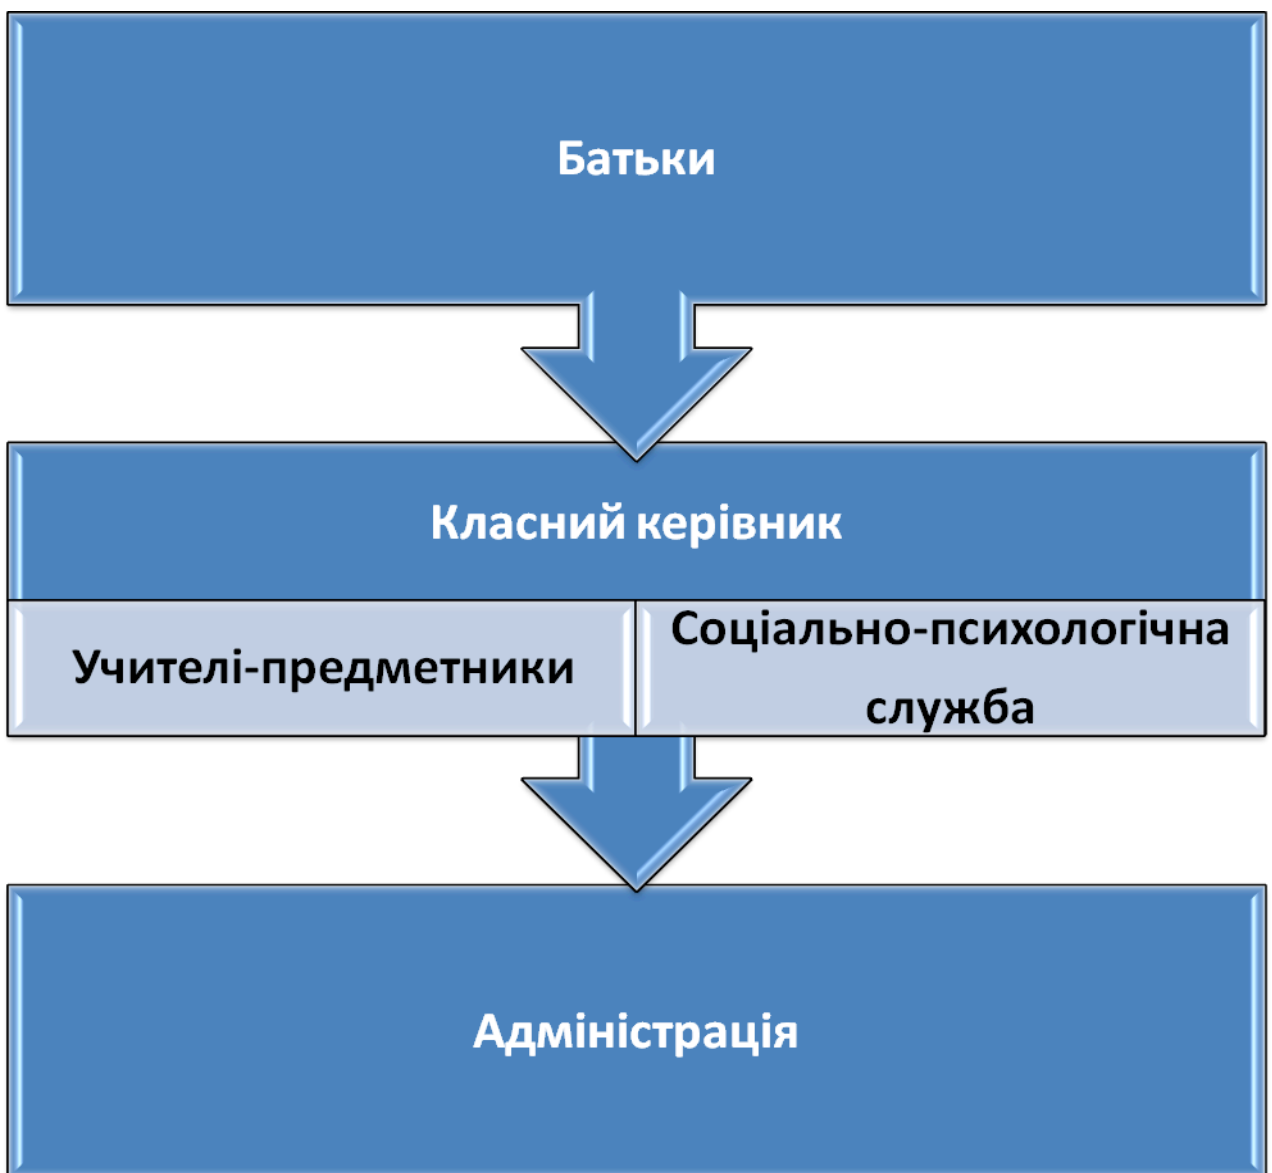 Батьки
Класний керівник
Учителі-предметники
Соціально-психологічна
служба
Адміністрація